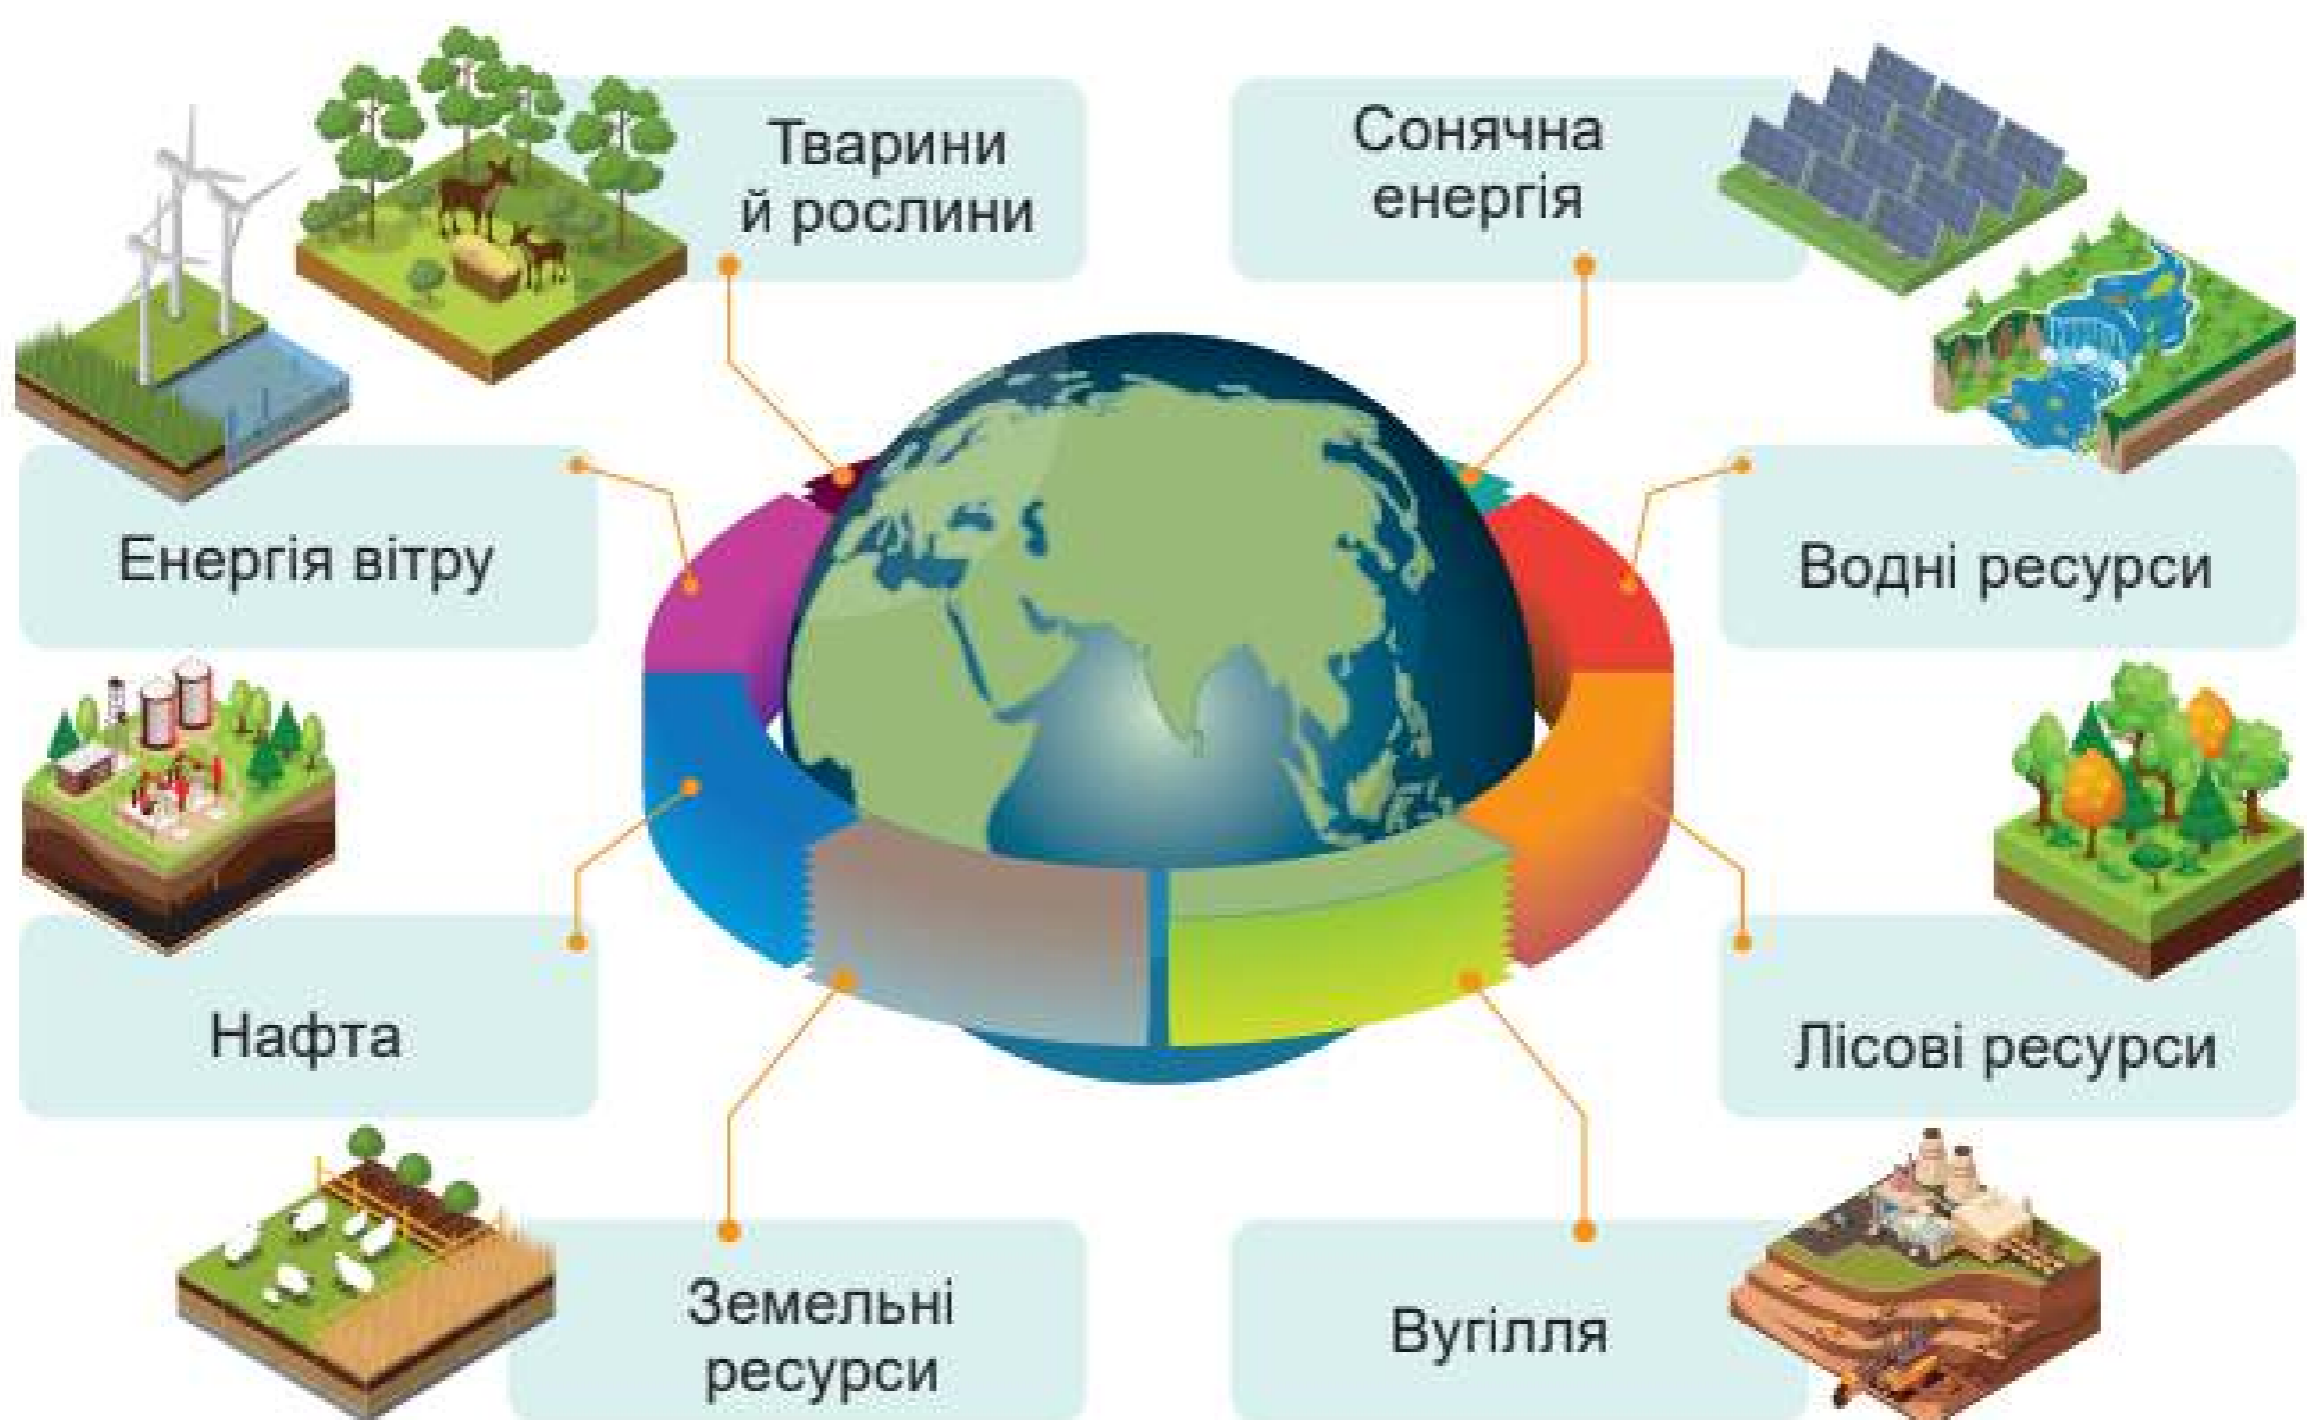 Тварини
й рослини
Сонячна
енергія
Енергія вітру
Водні ресурси
Нафта
Лісові ресурси
Земельні
ресурси
Вугілля